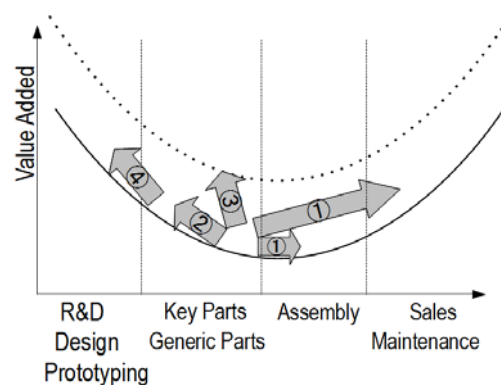 Value Added
④
③
②
①
①
R&D
Design
Prototyping
Key Parts
Generic Parts
Assembly
Sales
Maintenance